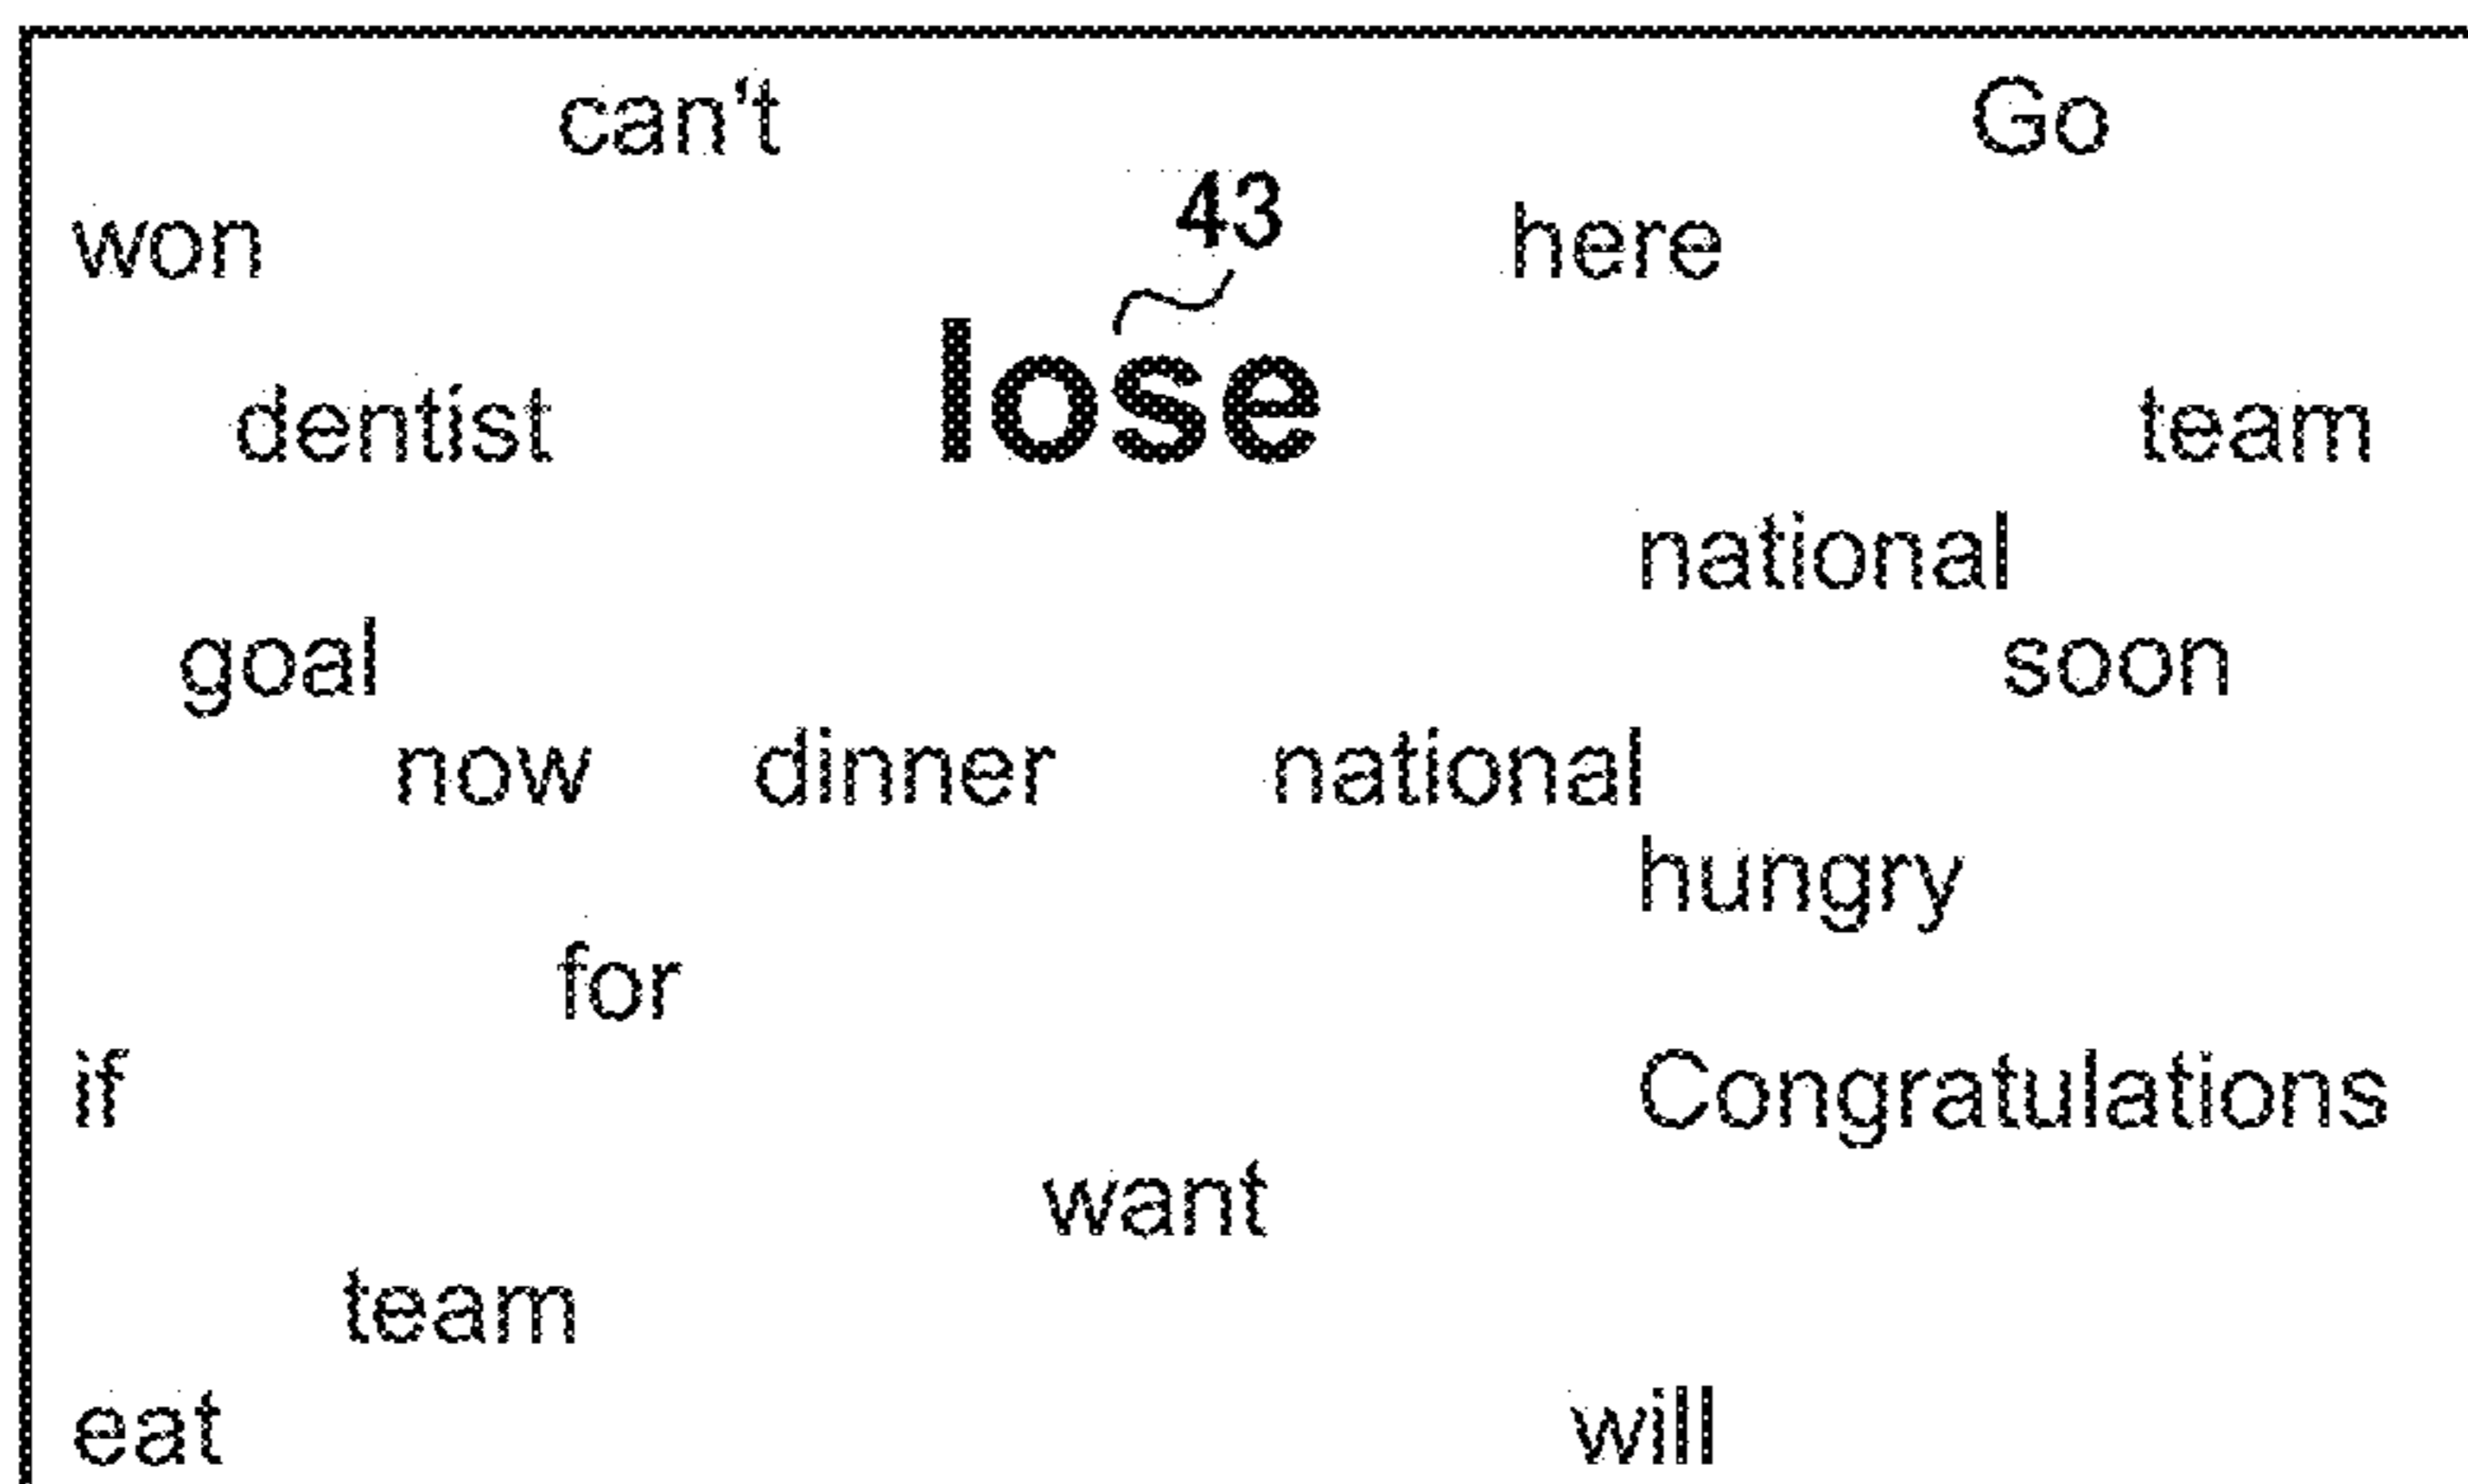 can't Go
43
won here
dentist lose team
national
goal soon
now dinner national
hungry
for
if Congratulations
want
team
eat will